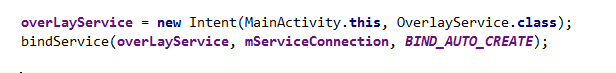 overLayService = new Intent(MainActivity.this, OverlayService.class);
bindService(overLayService, mServiceConnection, BIND_AUTO_CREATE);